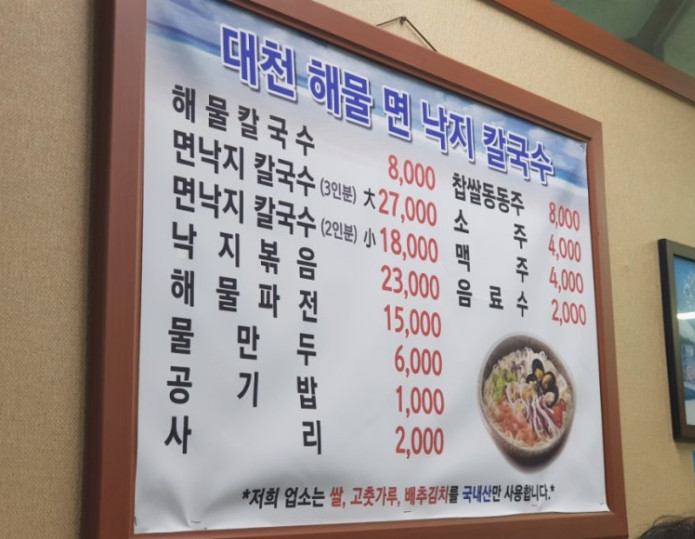 대천 해물 면 낙지 칼국수
해물칼국수 8,000
면낙지 칼국수 (3인분) 大 27,000
면낙지 칼국수 (2인분) 小 18,000
낙지볶음 23,000
해물파전 15,000
물만두 6,000
공기밥 1,000
사리 2,000
찹쌀동동주 8,000
소주 4,000
맥주 4,000
음료수 2,000
*저희 업소는 쌀, 고춧가루, 배추김치를 국내산만 사용합니다.*